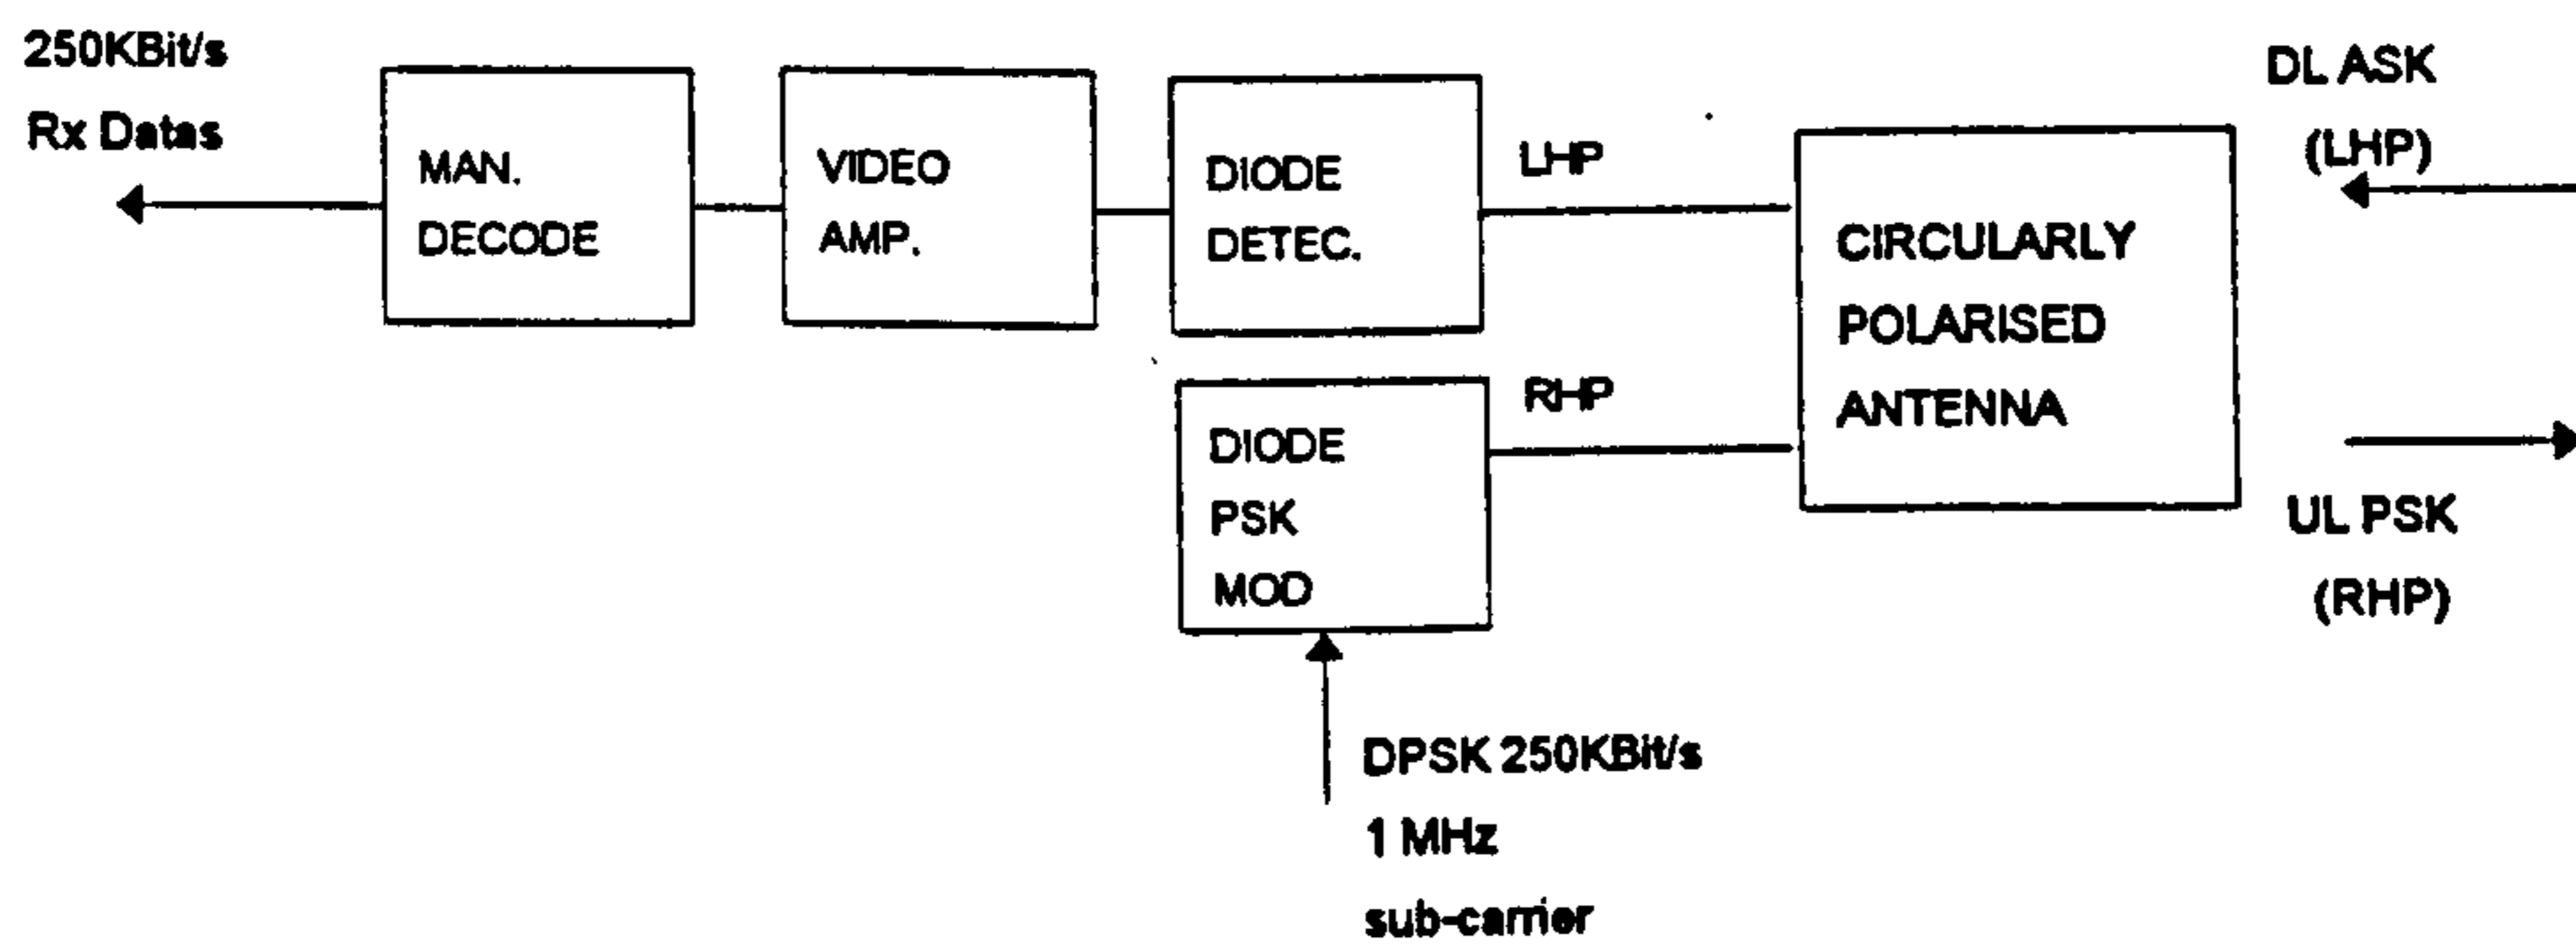 250KBit/s
Rx Datas
MAN.
DECODE
VIDEO
AMP.
DIODE
DETEC.
LHP
CIRCULARLY
POLARISED
ANTENNA
DL ASK
(LHP)
DIODE
PSK
MOD
RHP
UL PSK
(RHP)
DPSK 250KBit/s
1 MHz
sub-carrier